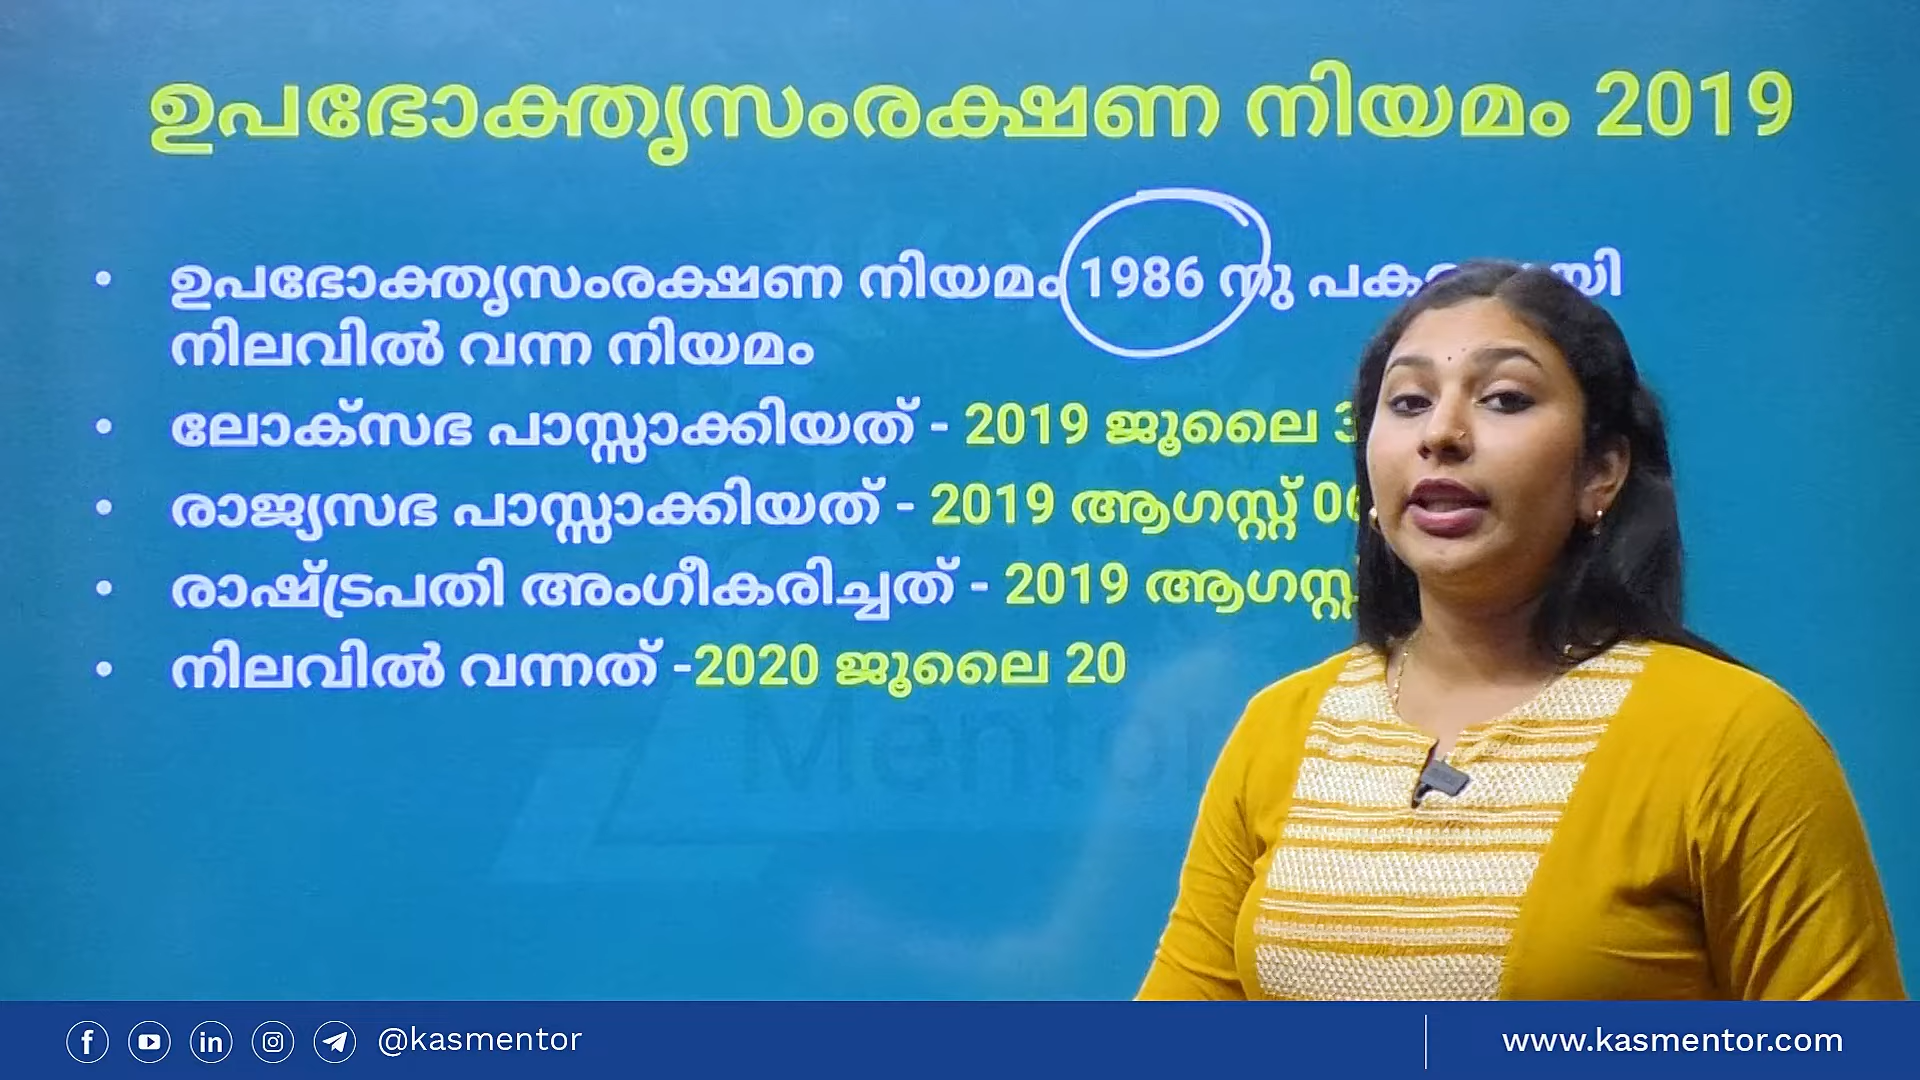 ഉപഭോക്തൃസംരക്ഷണ നിയമം 2019
• ഉപഭോക്തൃസംരക്ഷണ നിയമം 1986 നു
നിലവിൽ വന്ന നിയമം
• ലോക്സഭ പാസ്സാക്കിയത് - 2019 ജൂലൈ
• രാജ്യസഭ പാസ്സാക്കിയത് - 2019 ആഗസ്റ്റ്
• രാഷ്ട്രപതി അംഗീകരിച്ചത് - 2019
• നിലവിൽ വന്നത് -2020 ജൂലൈ 20
Mentor
@kasmentor
www.kasmentor.com